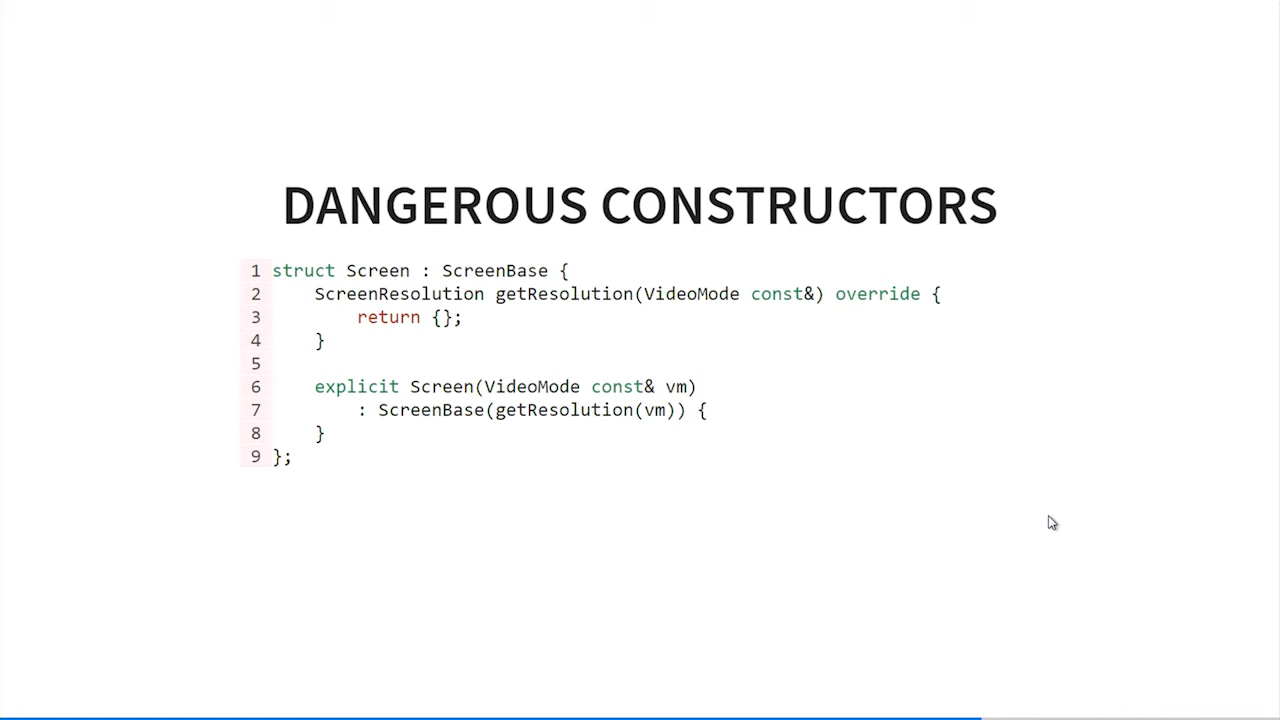 DANGEROUS CONSTRUCTORS
1 struct Screen : ScreenBase {
2     ScreenResolution getResolution(VideoMode const&) override {
3         return {};
4     }
5
6     explicit Screen(VideoMode const& vm)
7         : ScreenBase(getResolution(vm)) {
8     }
9 };